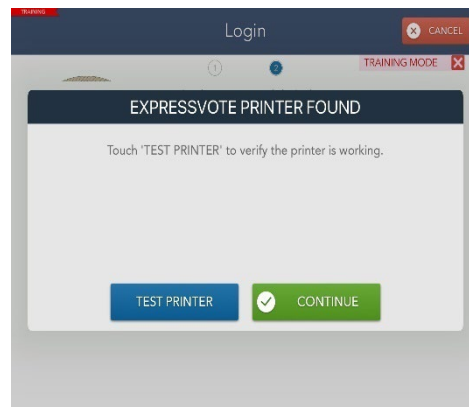 TRAINING
Login
CANCEL
1 2
TRAINING MODE
EXPRESSVOTE PRINTER FOUND
Touch 'TEST PRINTER' to verify the printer is working.
TEST PRINTER
CONTINUE